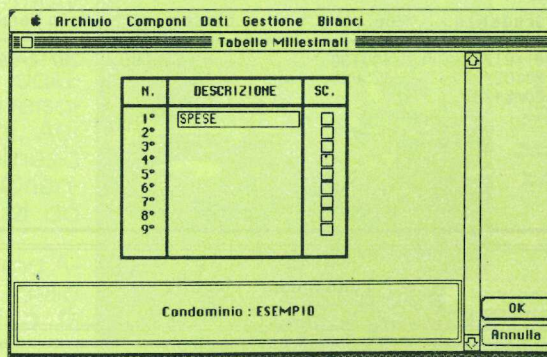 Archivio Componi Dati Gestione Bilanci
Tabelle Millesimali
N. DESCRIZIONE SC.
1° SPESE
2°
3°
4°
5°
6°
7°
8°
9°
Condominio : ESEMPIO
OK
Annulla